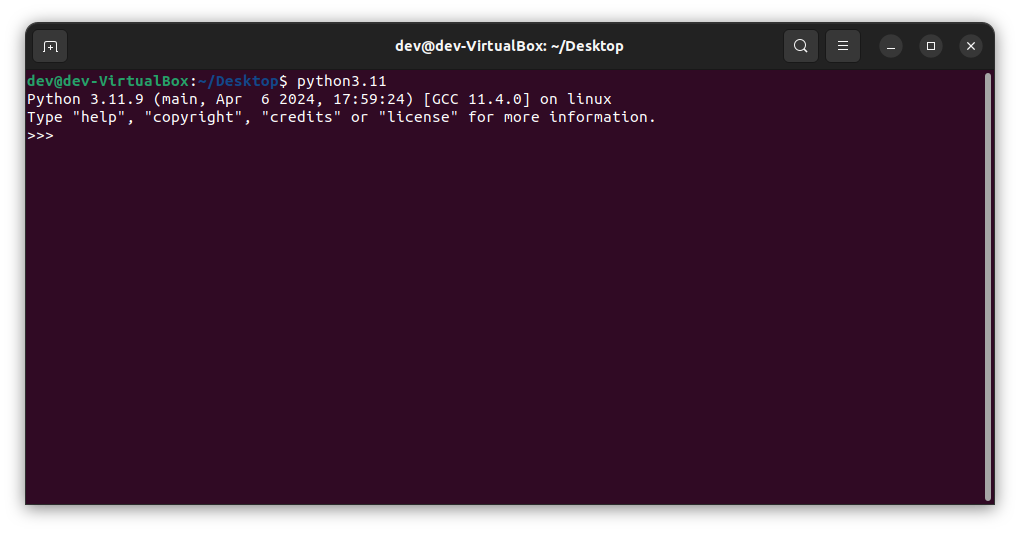 dev@dev-VirtualBox: ~/Desktop
dev@dev-VirtualBox:~/Desktop$ python3.11
Python 3.11.9 (main, Apr  6 2024, 17:59:24) [GCC 11.4.0] on linux
Type "help", "copyright", "credits" or "license" for more information.
>>>